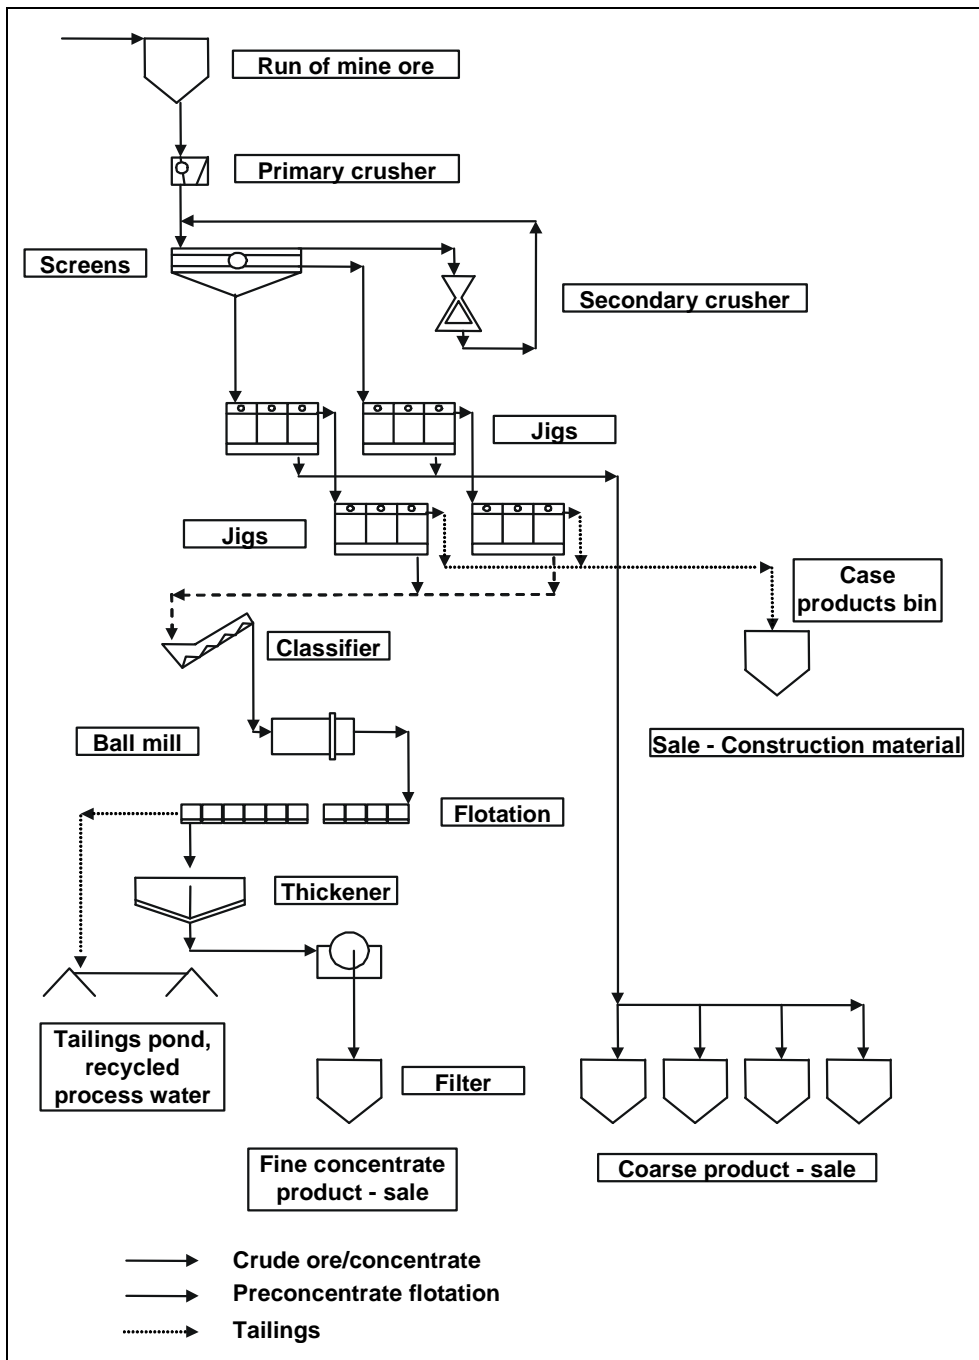 Run of mine ore
Primary crusher
Screens
Secondary crusher
Jigs
Jigs
Case
products bin
Classifier
Ball mill
Sale - Construction material
Flotation
Thickener
Tailings pond,
recycled
process water
Filter
Fine concentrate
product - sale
Coarse product - sale
Crude ore/concentrate
Preconcentrate flotation
Tailings